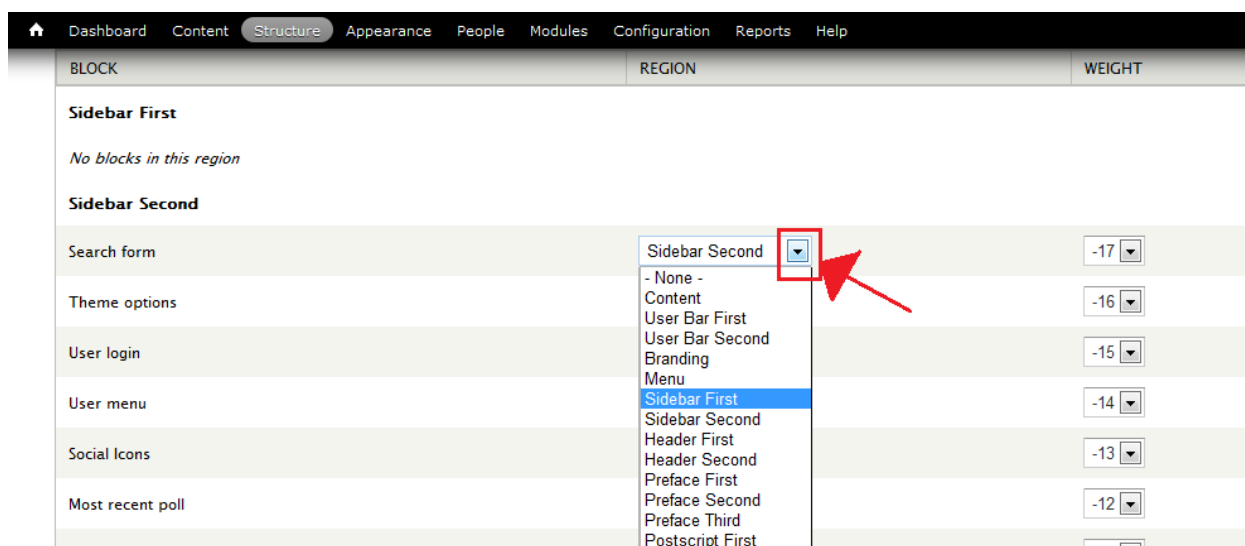 Dashboard Content Structure Appearance People Modules Configuration Reports Help
BLOCK REGION WEIGHT
Sidebar First
No blocks in this region
Sidebar Second
Search form Sidebar Second -17
- None -
Content
Theme options -16
User Bar First
User Bar Second
User login -15
Branding
Menu
User menu Sidebar First -14
Sidebar Second
Header First
Social Icons -13
Header Second
Preface First
Most recent poll Preface Second -12
Preface Third
Postscript First